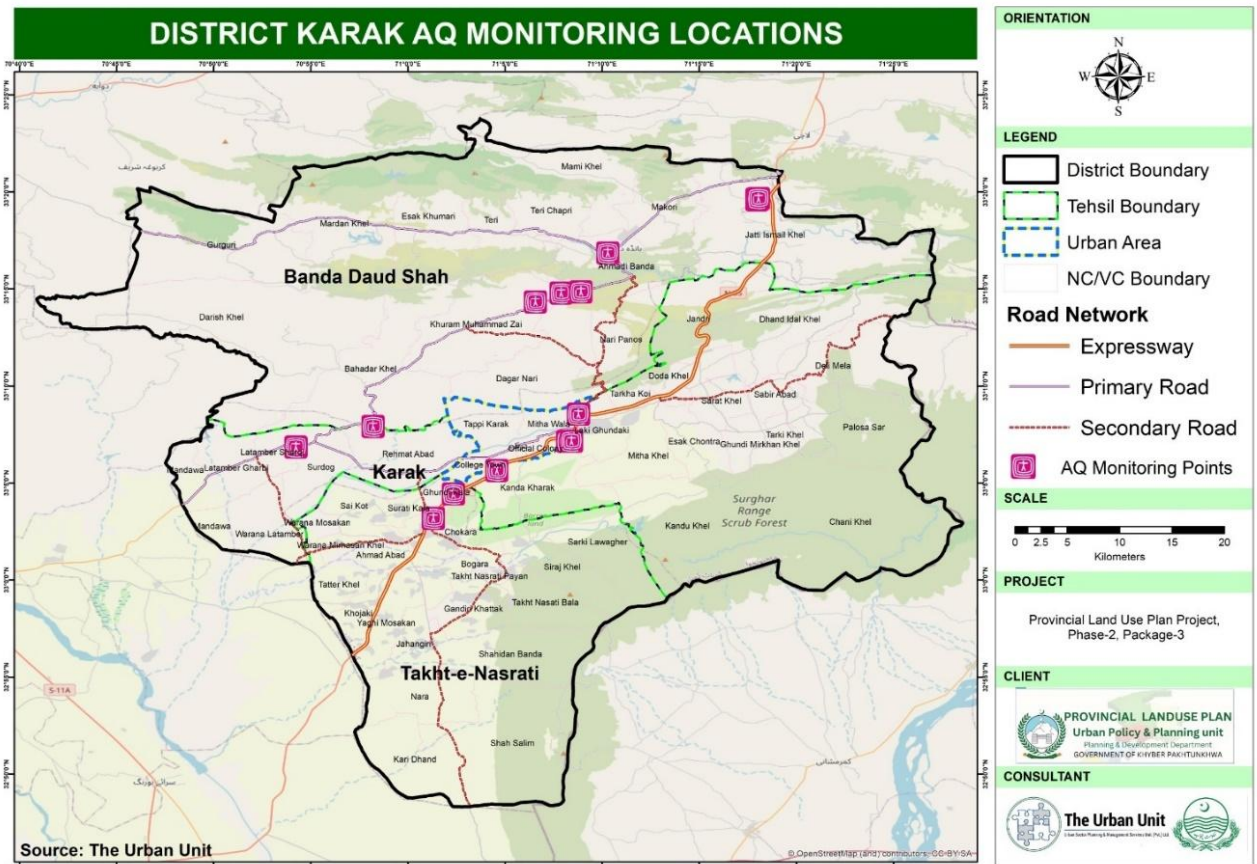 DISTRICT KARAK AQ MONITORING LOCATIONS
Mami Khel
Makori
Teri Chapri
Esak Khumari
Teri
Mardan Khel
Gurguri
Jatti Ismail Khel
Banda Daud Shah
Ahmadi Banda
Darish Khel
Khuram Muhammad Zai
Jandri
Dhand Idal Khel
Nari Panos
Bahadar Khel
Dagar Nari
Doda Khel
Tarkha Koi
Sarat Khel
Sabir Abad
Tappi Karak
Mitha Wala
Palosa Sar
Tarki Khel
Esak Chontra
Ghundi Mirkhan Khel
Latamber Gharbi
Surdog
Rehmat Abad
Mitha Khel
Karak
Kanda Kharak
Sai Kot
Mandawa
Warana Mosakan
Warana Latamber
Chokara
Surghar
Range
Scrub Forest
Kandu Khel
Chani Khel
Sarki Lawagher
Ahmad Abad
Bogara
Siraj Khel
Tatter Khel
Takht Nasrati Payan
Takht Nasati Bala
Khojaki
Yaghi Mosakan
Gandiri Khattak
Jahangiri
Shahidan Banda
Takht-e-Nasrati
Nara
Shah Salim
Kari Dhand
S-11A
Source: The Urban Unit
© OpenStreetMap (and) contributors, CC-BY-SA
ORIENTATION
N
W E
S
LEGEND
District Boundary
Tehsil Boundary
Urban Area
NC/VC Boundary
Road Network
Expressway
Primary Road
Secondary Road
AQ Monitoring Points
SCALE
0 2.5 5 10 15 20
Kilometers
PROJECT
Provincial Land Use Plan Project,
Phase-2, Package-3
CLIENT
PROVINCIAL LANDUSE PLAN
Urban Policy & Planning unit
Planning & Development Department
GOVERNMENT OF KHYBER PAKHTUNKHWA
CONSULTANT
The Urban Unit